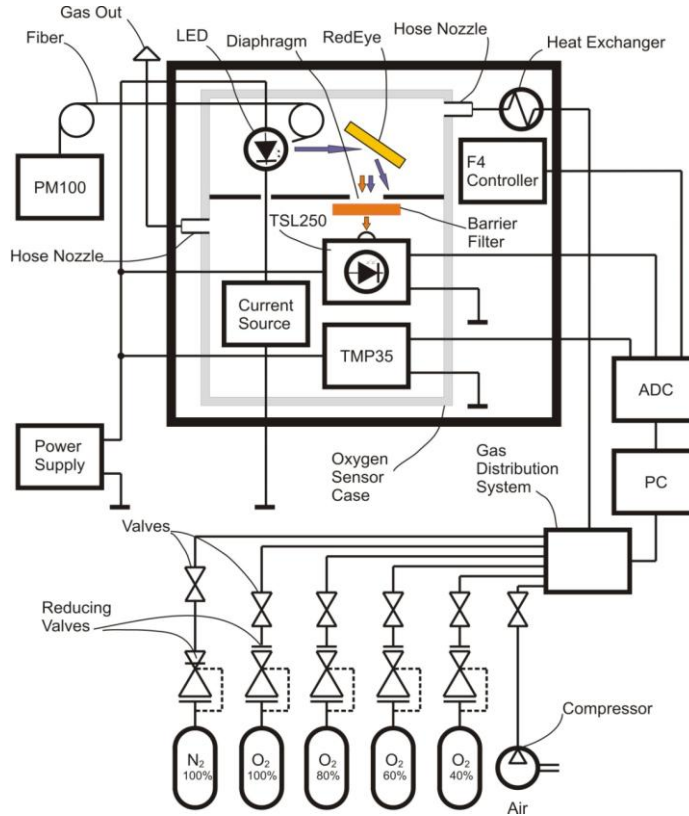 Gas Out
Fiber
LED
Diaphragm
RedEye
Hose Nozzle
Heat Exchanger
PM100
F4
Controller
TSL250
Barrier
Filter
Hose Nozzle
Current
Source
TMP35
ADC
Power
Supply
Oxygen
Sensor
Case
Gas
Distribution
System
PC
Valves
Reducing
Valves
Compressor
N2
100%
O2
100%
O2
80%
O2
60%
O2
40%
Air